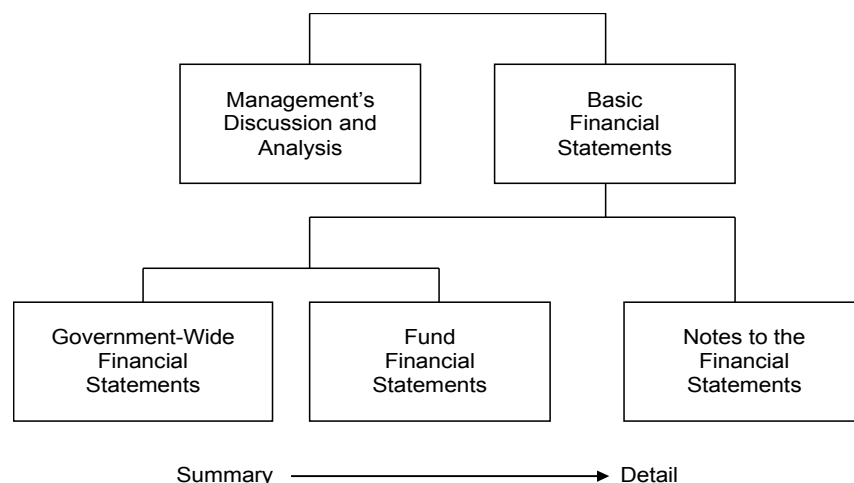 Management’s
Discussion and
Analysis
Basic
Financial
Statements
Government-Wide
Financial
Statements
Fund
Financial
Statements
Notes to the
Financial
Statements
Summary
Detail